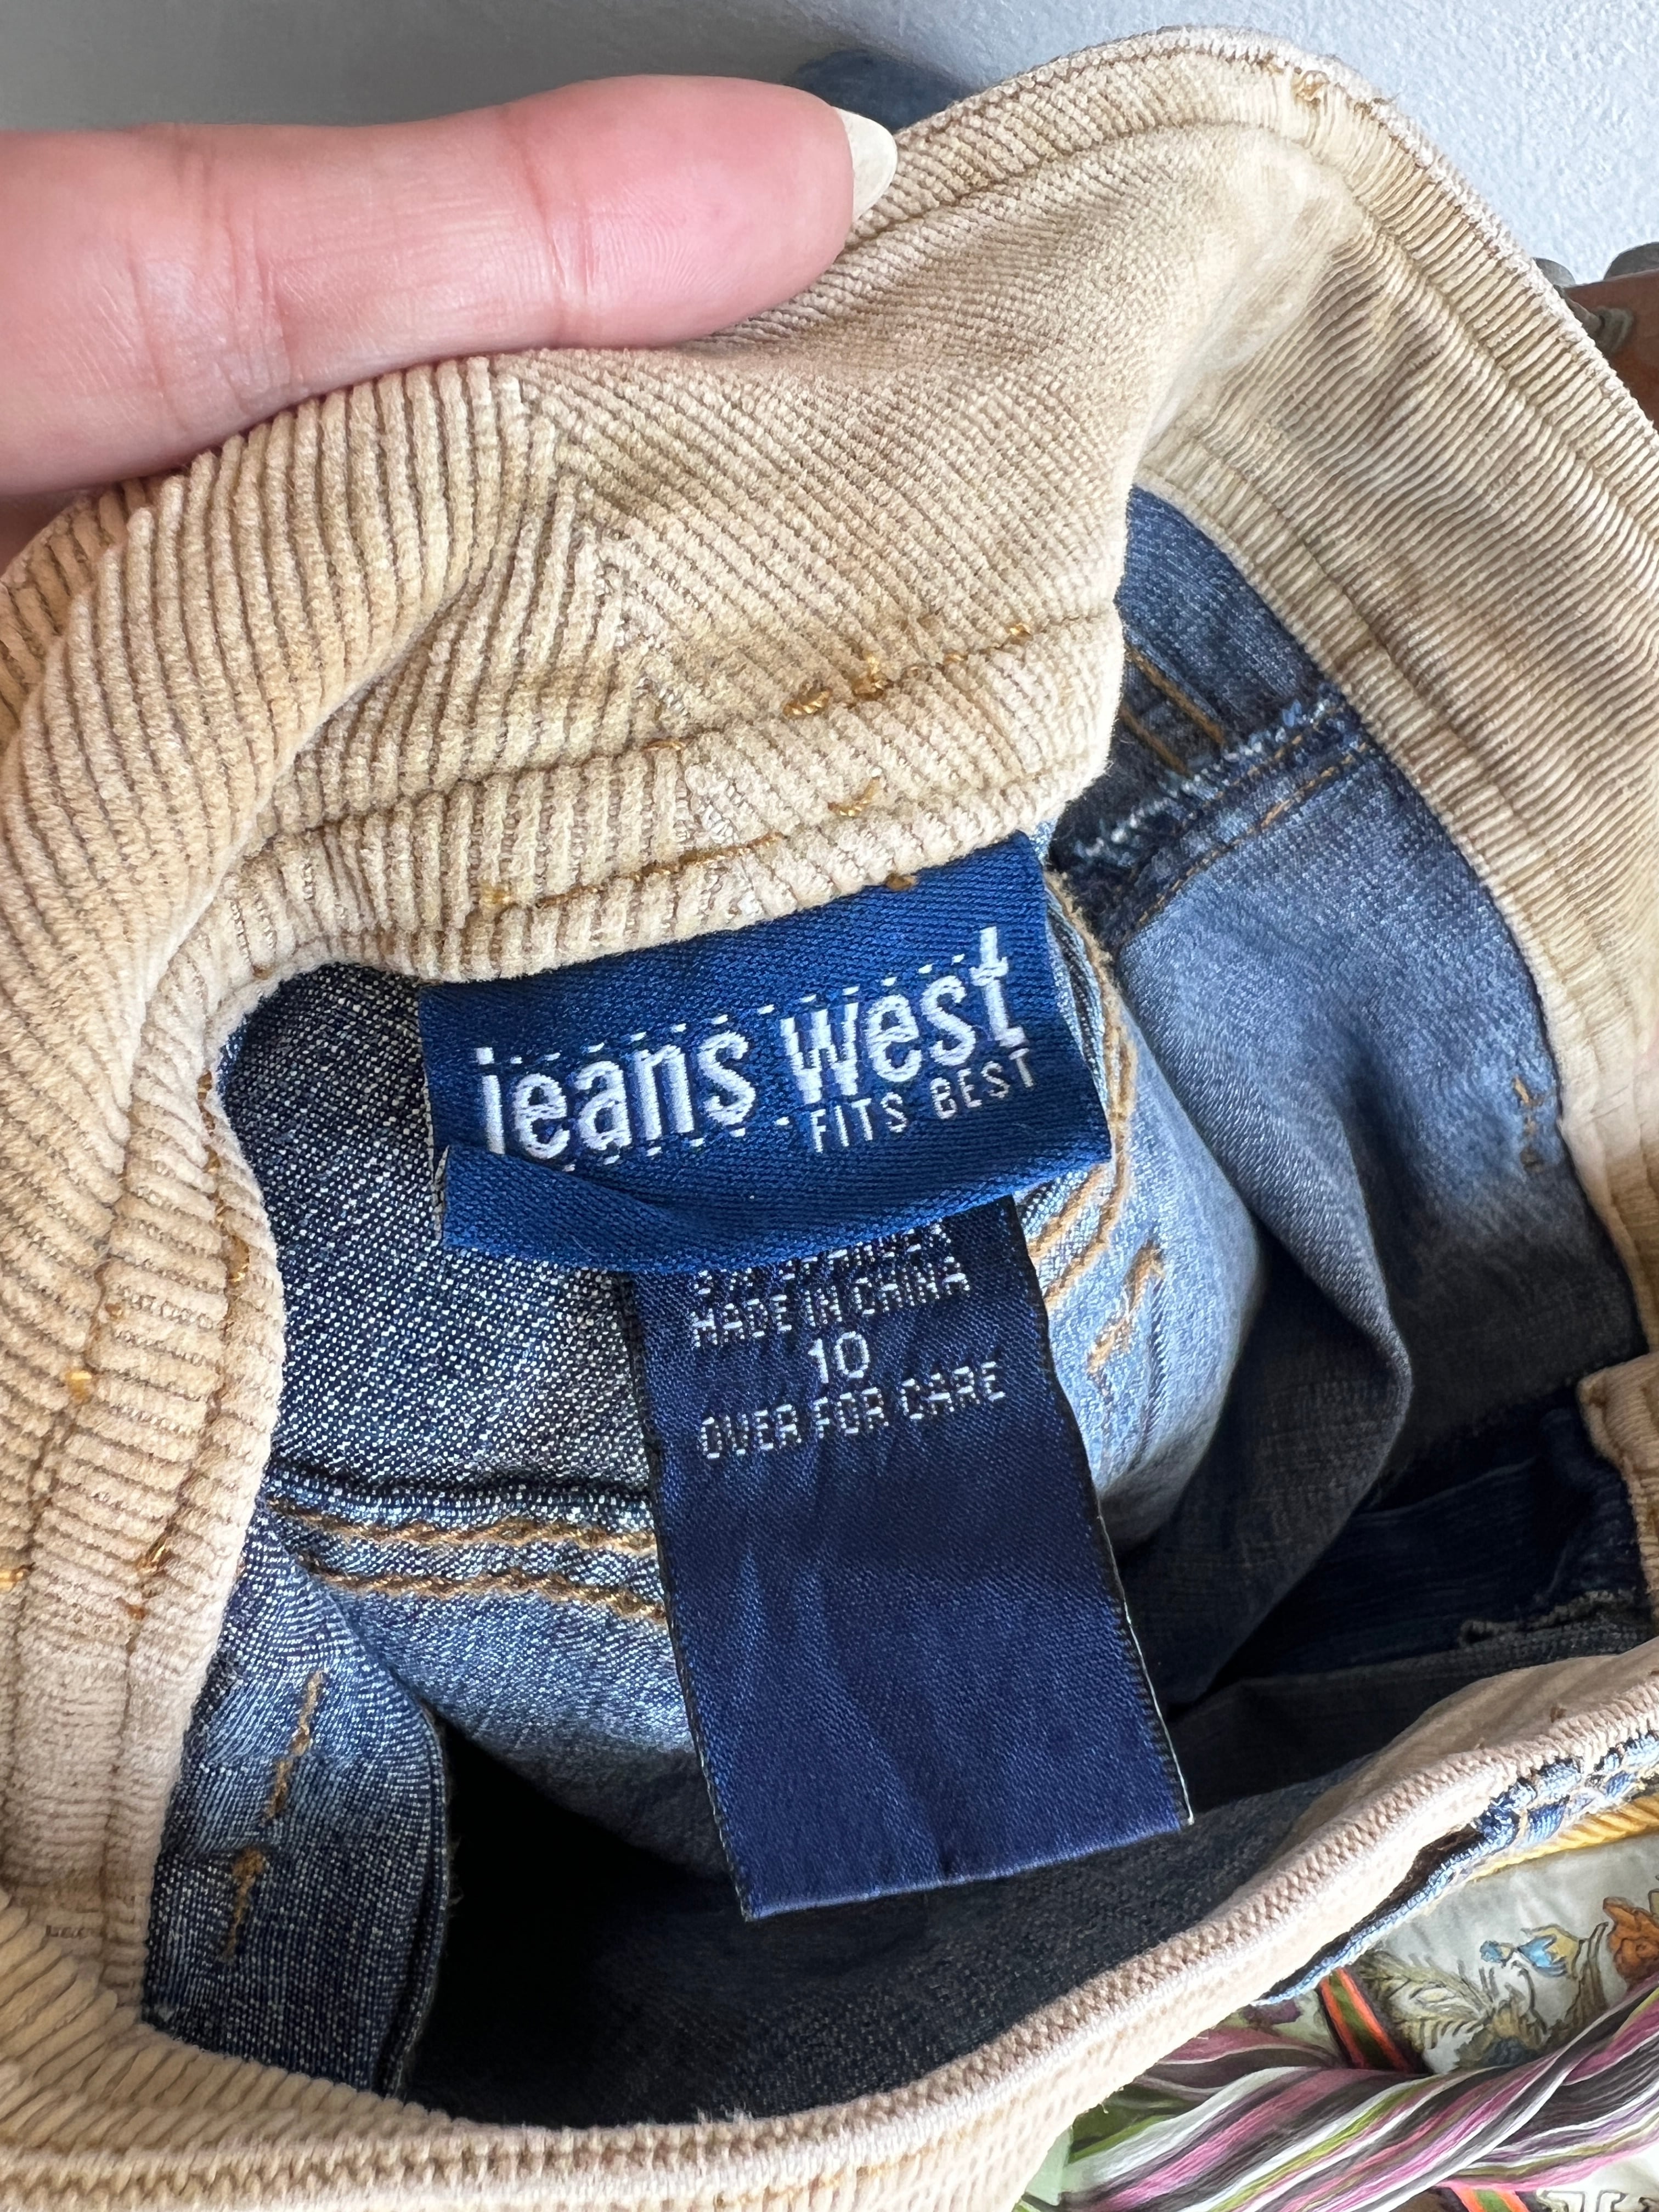 jeans west
FITS BEST
MADE IN CHINA
10
OVER FOR CARE